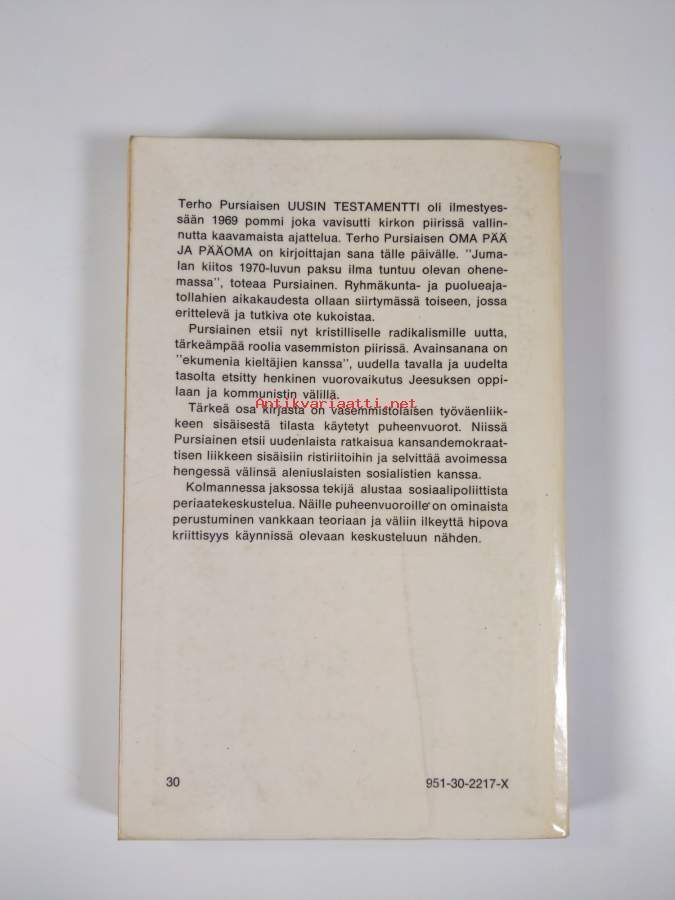 Terho Pursiaisen UUSIN TESTAMENTTI oli ilmestyes-
sään 1969 pommi joka vavisutti kirkon piirissä vallin-
nutta kaavamaista ajattelua. Terho Pursiaisen OMA PÄÄ
JA PÄÄOMA on kirjoittajan sana tälle päivälle. "Juma-
lan kiitos 1970-luvun paksu ilma tuntuu olevan ohene-
massa", toteaa Pursiainen. Ryhmäkunta- ja puolueaja-
tollahien aikakaudesta ollaan siirtymässä toiseen, jossa
erittelevä ja tutkiva ote kukoistaa.
Pursiainen etsii nyt kristilliselle radikalismille uutta,
tärkeämpää roolia vasemmiston piirissä. Avainsanana on
"ekumenia kieltäjien kanssa", uudella tavalla ja uudelta
tasolta etsitty henkinen vuorovaikutus Jeesuksen oppi-
laan ja kommunistin välillä.
Antikvariaatti.net
Tärkeä osa kirjasta on vasemmistolaisen työväenliik-
keen sisäisestä tilasta käytetyt puheenvuorot. Niissä
Pursiainen etsii uudenlaista ratkaisua kansandemokraat-
tisen liikkeen sisäisiin ristiriitoihin ja selvittää avoimessa
hengessä välinsä aleniuslaisten sosialistien kanssa.
Kolmannessa jaksossa tekijä alustaa sosiaalipoliittista
periaatekeskustelua. Näille puheenvuoroille on ominaista
perustuminen vankkaan teoriaan ja väliin ilkeyttä hipova
kriittisyys käynnissä olevaan keskusteluun nähden.
30
951-30-2217-X